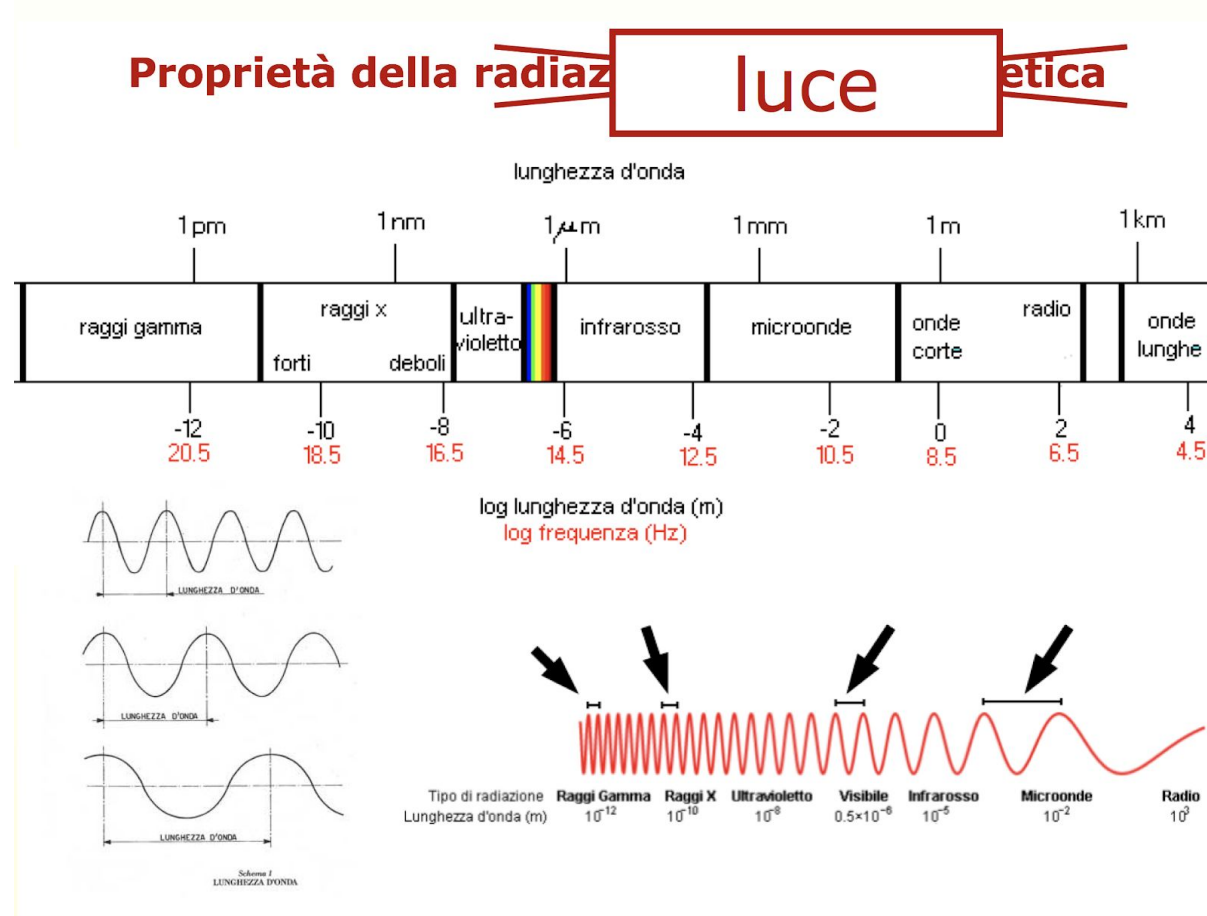 Proprietà della radiaz luce etica
lunghezza d'onda
1pm 1nm 1µm 1mm 1m 1km
raggi gamma
raggi x
forti deboli
ultra-
violetto
infrarosso
microonde
onde
corte
radio
onde
lunghe
-12 -10 -8 -6 -4 -2 0 2 4
20.5 18.5 16.5 14.5 12.5 10.5 8.5 6.5 4.5
log lunghezza d'onda (m)
log frequenza (Hz)
LUNGHEZZA D'ONDA
LUNGHEZZA D'ONDA
LUNGHEZZA D'ONDA
Schema 1
LUNGHEZZA D'ONDA
Tipo di radiazione Raggi Gamma Raggi X Ultravioletto Visibile Infrarosso Microonde Radio
Lunghezza d'onda (m) 10⁻¹² 10⁻¹⁰ 10⁻⁸ 0.5×10⁻⁶ 10⁻⁵ 10⁻² 10³